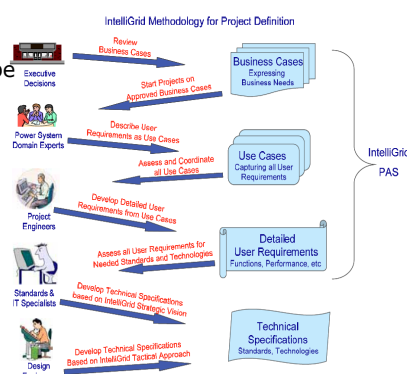 IntelliGrid Methodology for Project Definition
Review
Business Cases
Executive
Decisions
Business Cases
Expressing
Business Needs
Start Projects on
Approved Business Cases
Power System
Domain Experts
Describe User
Requirements as Use Cases
Use Cases
Capturing all User
Requirements
Assess and Coordinate
all Use Cases
IntelliGrid
PAS
Project
Engineers
Develop Detailed User
Requirements from Use Cases
Detailed
User Requirements
Functions, Performance, etc
Assess all User Requirements for
Needed Standards and Technologies
Standards &
IT Specialists
Develop Technical Specifications
based on IntelliGrid Strategic Vision
Technical
Specifications
Standards, Technologies
Develop Technical Specifications
Based on IntelliGrid Tactical Approach
Design